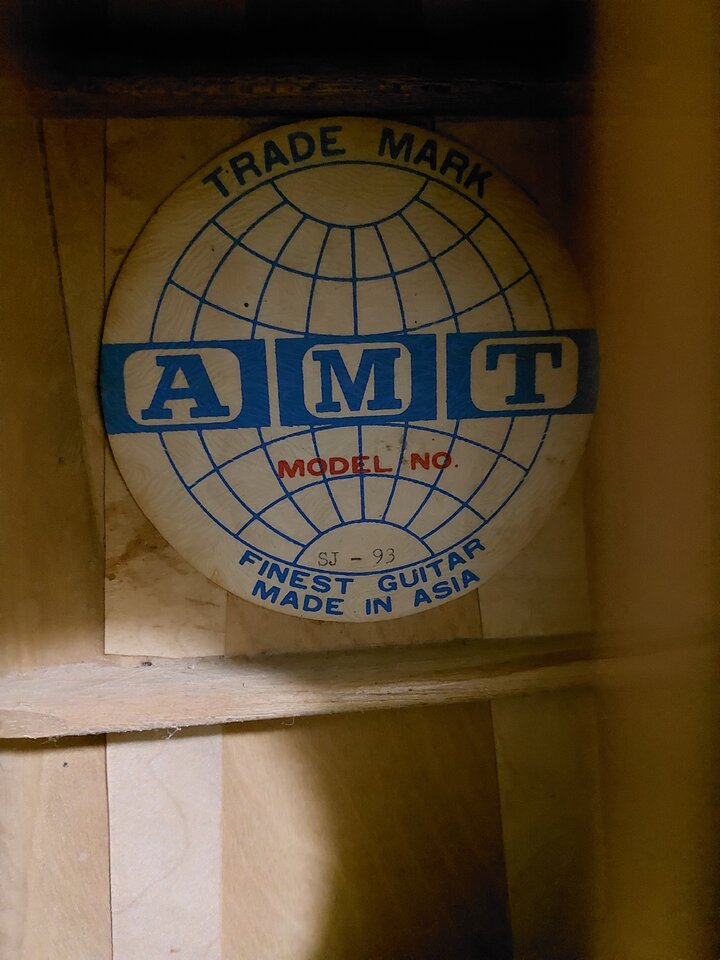 TRADE MARK
AMT
MODEL NO.
SJ - 93
FINEST GUITAR
MADE IN ASIA